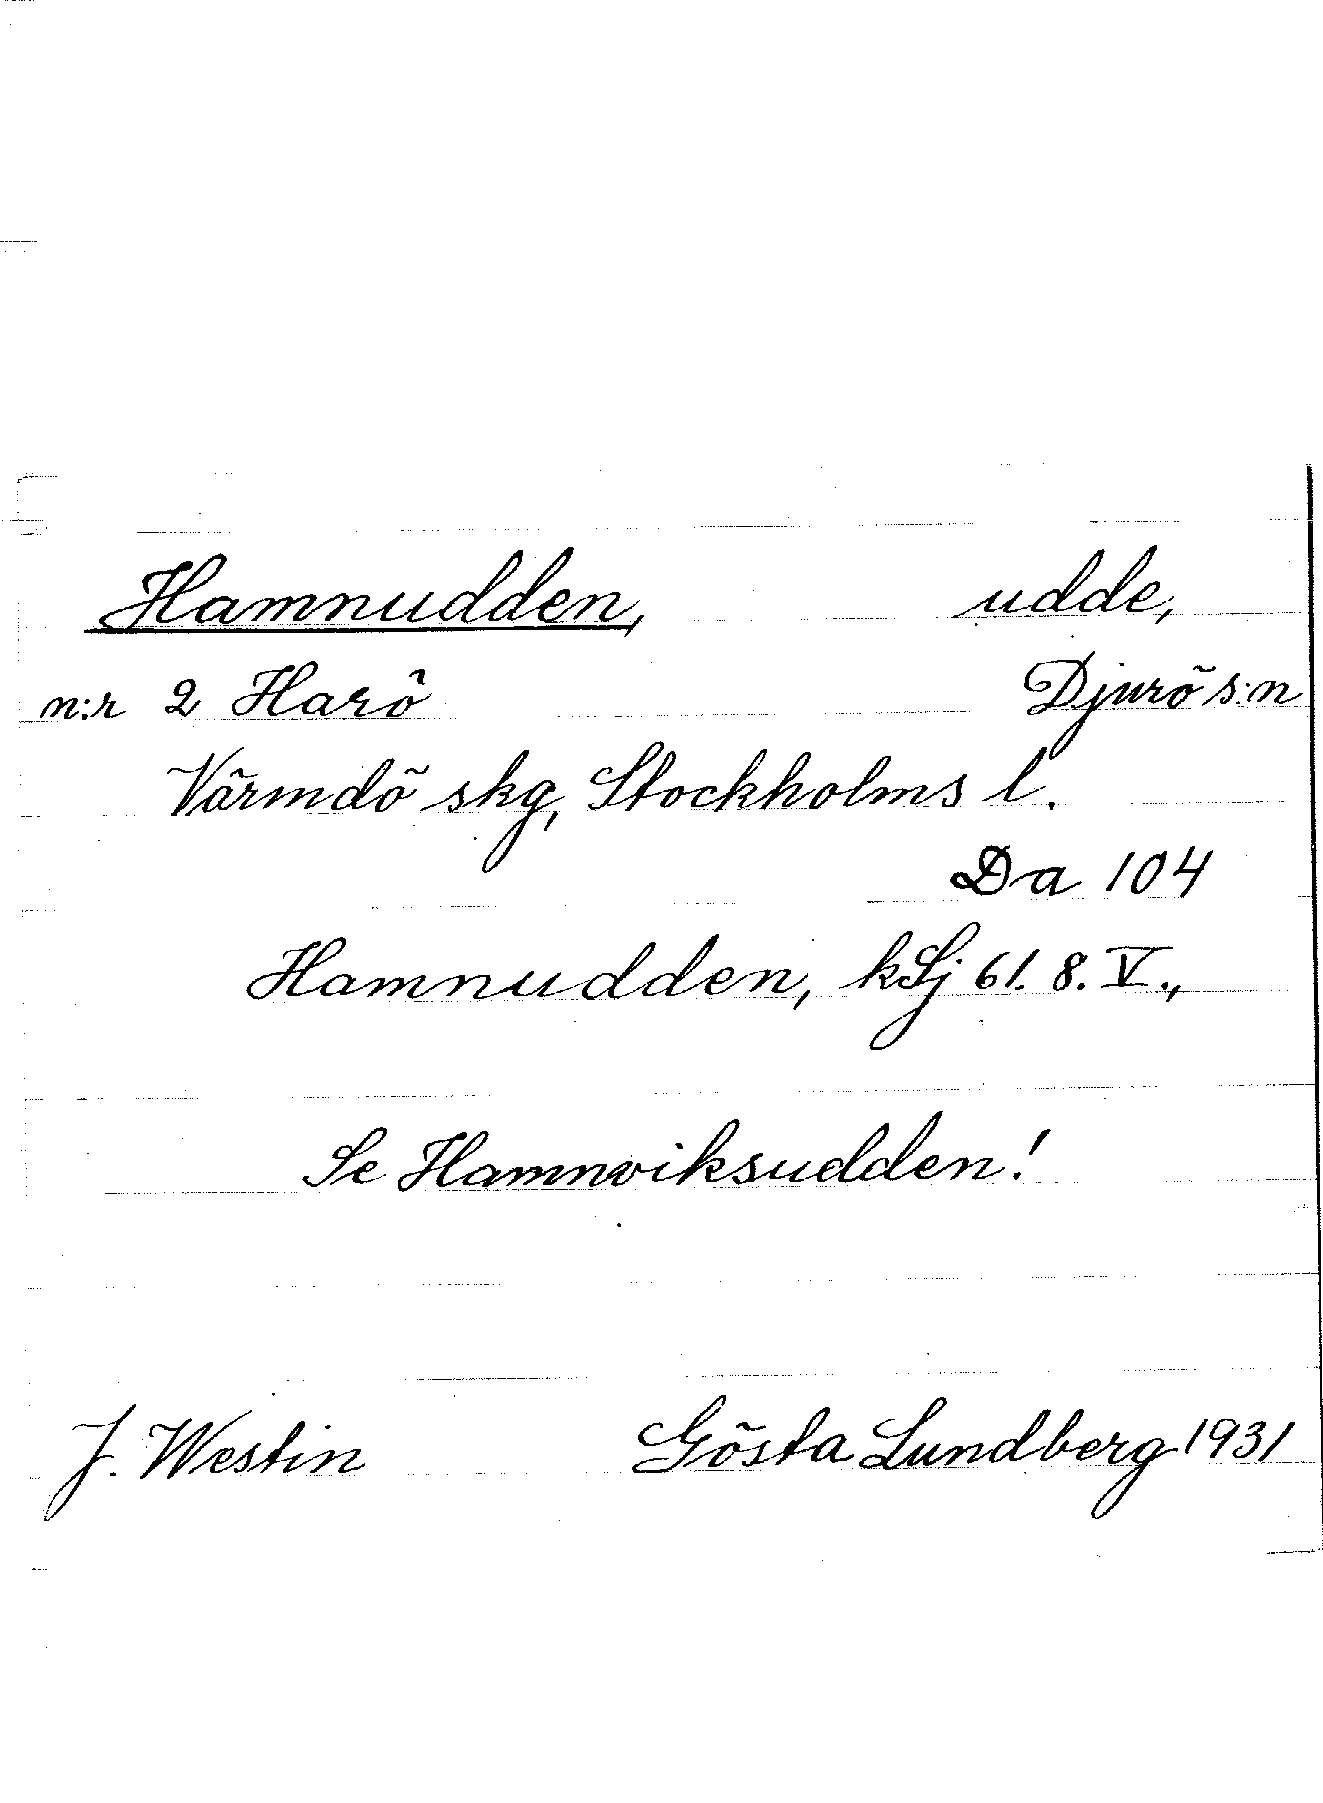 Hamnudden, udde,
n:r 2 Harö Djurö s:n
Värmdö skg, Stockholms l.
Da 104
Hamnudden, kSj 61. 8. V.,
Se Hamnviksudden!
J. Westin Gösta Lundberg 1931